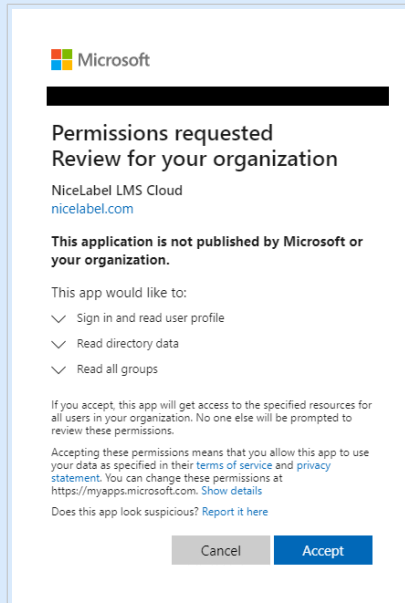 Microsoft
Permissions requested
Review for your organization
NiceLabel LMS Cloud
nicelabel.com
This application is not published by Microsoft or
your organization.
This app would like to:
Sign in and read user profile
Read directory data
Read all groups
If you accept, this app will get access to the specified resources for
all users in your organization. No one else will be prompted to
review these permissions.
Accepting these permissions means that you allow this app to use
your data as specified in their terms of service and privacy
statement. You can change these permissions at
https://myapps.microsoft.com. Show details
Does this app look suspicious? Report it here
Cancel Accept